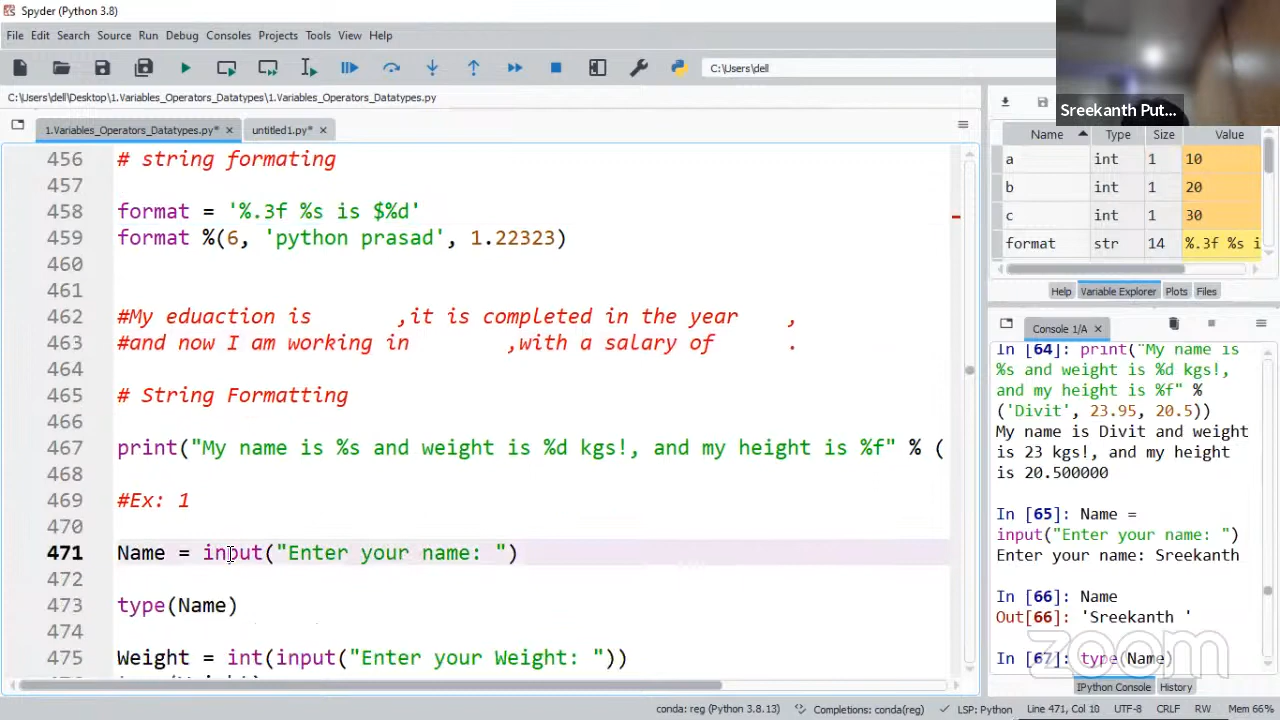 Spyder (Python 3.8)
File Edit Search Source Run Debug Consoles Projects Tools View Help
C:\Users\dell
C:\Users\dell\Desktop\1.Variables_Operators_Datatypes\1.Variables_Operators_Datatypes.py
1.Variables_Operators_Datatypes.py* untitled1.py*
456 # string formating
457
458 format = '%.3f %s is $%d'
459 format %(6, 'python prasad', 1.22323)
460
461
462 #My eduaction is ,it is completed in the year ,
463 #and now I am working in ,with a salary of .
464
465 # String Formatting
466
467 print("My name is %s and weight is %d kgs!, and my height is %f" % (
468
469 #Ex: 1
470
471 Name = input("Enter your name: ")
472
473 type(Name)
474
475 Weight = int(input("Enter your Weight: "))
Sreekanth Put...
Name Type Size Value
a int 1 10
b int 1 20
c int 1 30
format str 14 %.3f %s i
Help Variable Explorer Plots Files
Console 1/A
In [64]: print("My name is
%s and weight is %d kgs!,
and my height is %f" %
('Divit', 23.95, 20.5))
My name is Divit and weight
is 23 kgs!, and my height
is 20.500000
In [65]: Name =
input("Enter your name: ")
Enter your name: Sreekanth
In [66]: Name
Out[66]: 'Sreekanth '
In [67]: type(Name)
zoom
IPython Console History
conda: reg (Python 3.8.13) Completions: conda(reg) LSP: Python Line 471, Col 10 UTF-8 CRLF RW Mem 66%